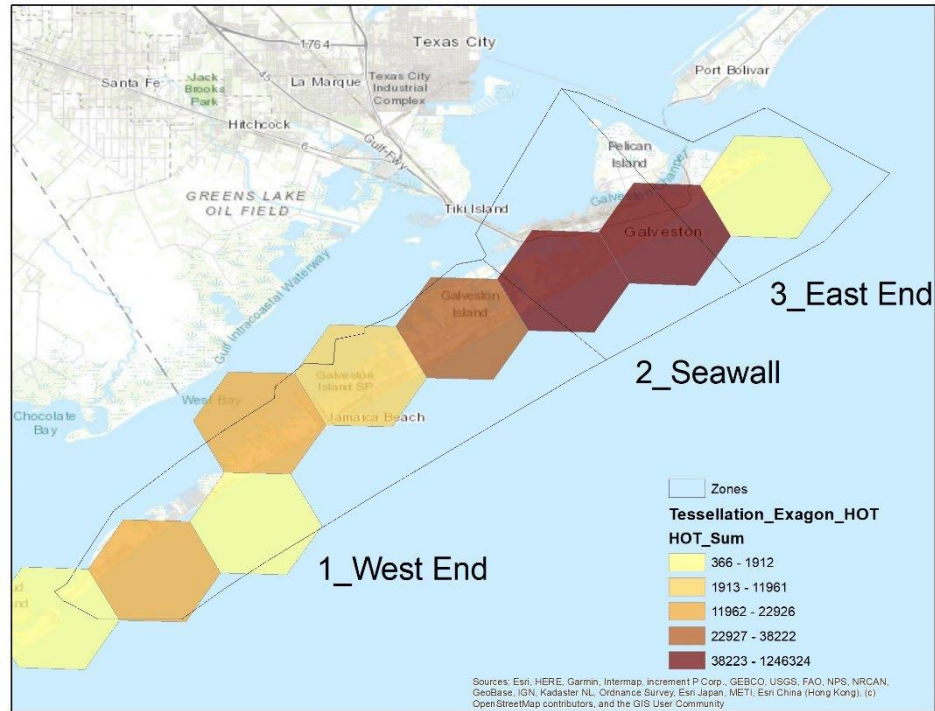 Texas City
1764
Port Bolivar
Santa Fe
Jack
Brooks
Park
45
La Marque
Texas City
Industrial
Complex
Hitchcock
6
Gulf-Fwy
Pelican
Island
Galveston Channel
GREENS LAKE
OIL FIELD
Tiki Island
Galveston
Gulf Intracoastal Waterway
3_East End
Galveston
Island
2_Seawall
Galveston
Island SP
West Bay
Jamaica Beach
Chocolate
Bay
1_West End
Zones
Tessellation_Exagon_HOT
HOT_Sum
366 - 1912
1913 - 11961
11962 - 22926
22927 - 38222
38223 - 1246324
Sources: Esri, HERE, Garmin, Intermap, increment P Corp., GEBCO, USGS, FAO, NPS, NRCAN,
GeoBase, IGN, Kadaster NL, Ordnance Survey, Esri Japan, METI, Esri China (Hong Kong), (c)
OpenStreetMap contributors, and the GIS User Community